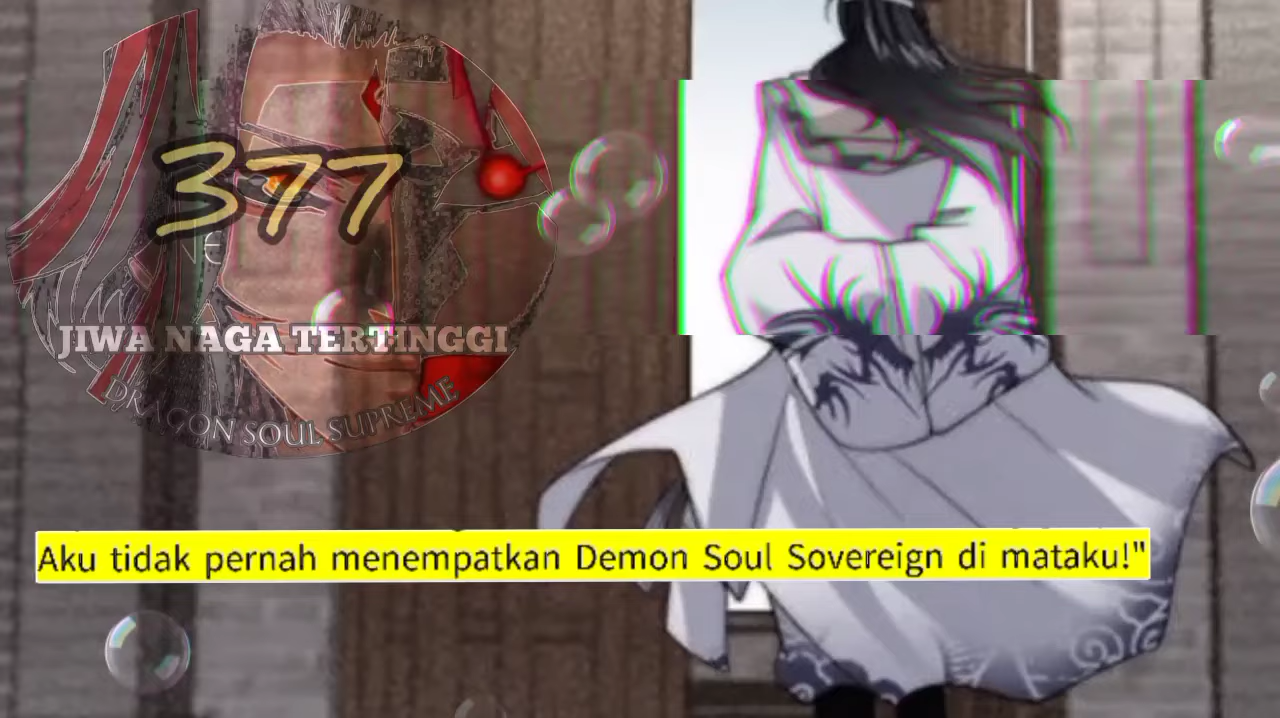 377
JIWA NAGA TERTINGGI
DRAGON SOUL SUPREME
Aku tidak pernah menempatkan Demon Soul Sovereign di mataku!"